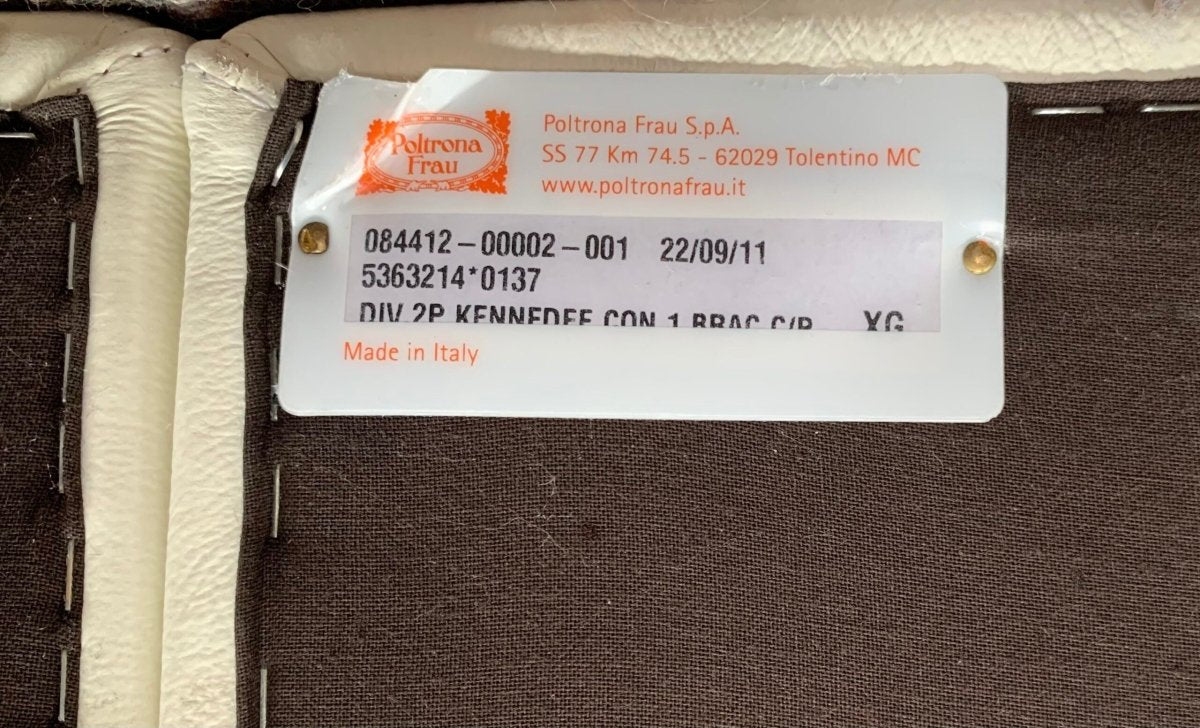 Poltrona
Frau
Poltrona Frau S.p.A.
SS 77 Km 74.5 - 62029 Tolentino MC
www.poltronafrau.it
084412-00002-001 22/09/11
5363214*0137
DIV 2P KENNEDEE CON 1 BRAC C/P XG
Made in Italy